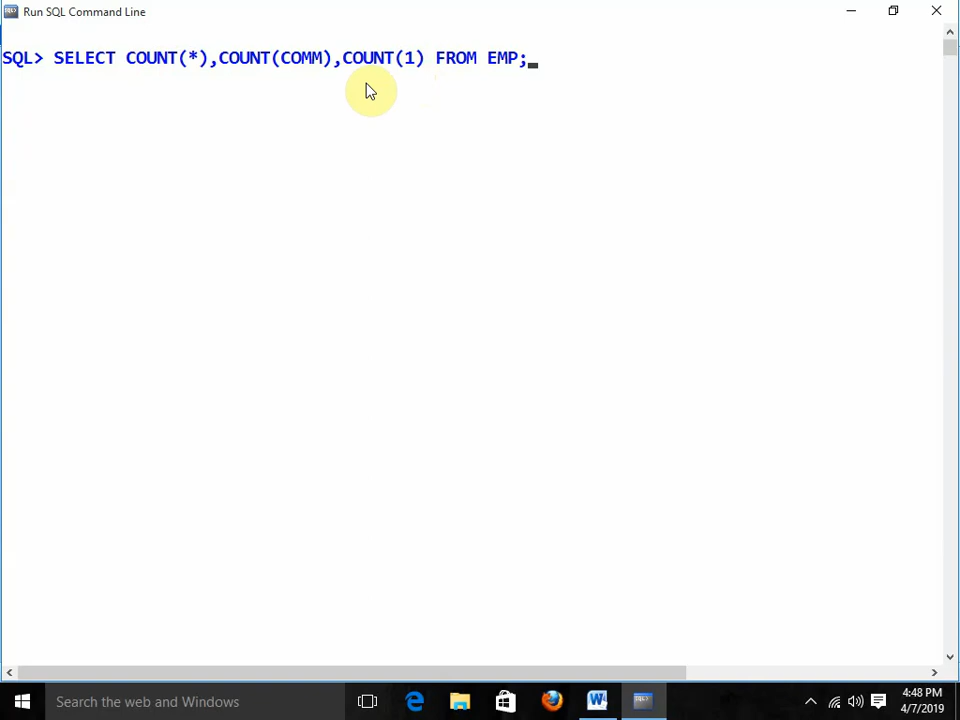 Run SQL Command Line
SQL> SELECT COUNT(*),COUNT(COMM),COUNT(1) FROM EMP;
Search the web and Windows
4:48 PM
4/7/2019